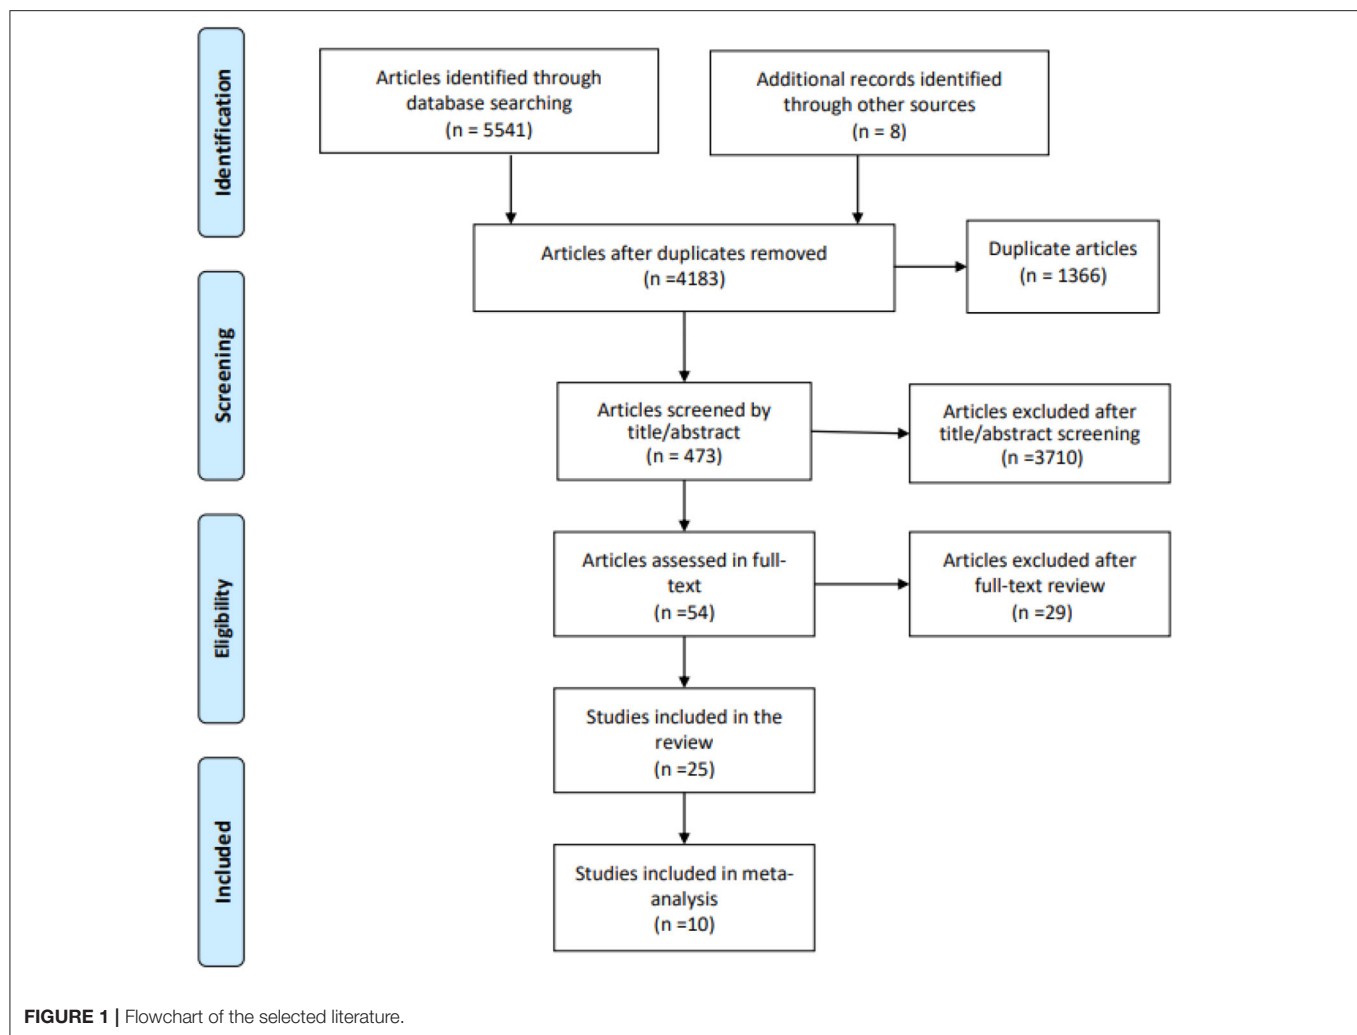 Identification
Articles identified through
database searching
(n = 5541)
Additional records identified
through other sources
(n = 8)
Articles after duplicates removed
(n =4183)
Duplicate articles
(n = 1366)
Screening
Articles screened by
title/abstract
(n = 473)
Articles excluded after
title/abstract screening
(n =3710)
Eligibility
Articles assessed in full-
text
(n =54)
Articles excluded after
full-text review
(n =29)
Studies included in the
review
(n =25)
Included
Studies included in meta-
analysis
(n =10)
FIGURE 1 | Flowchart of the selected literature.